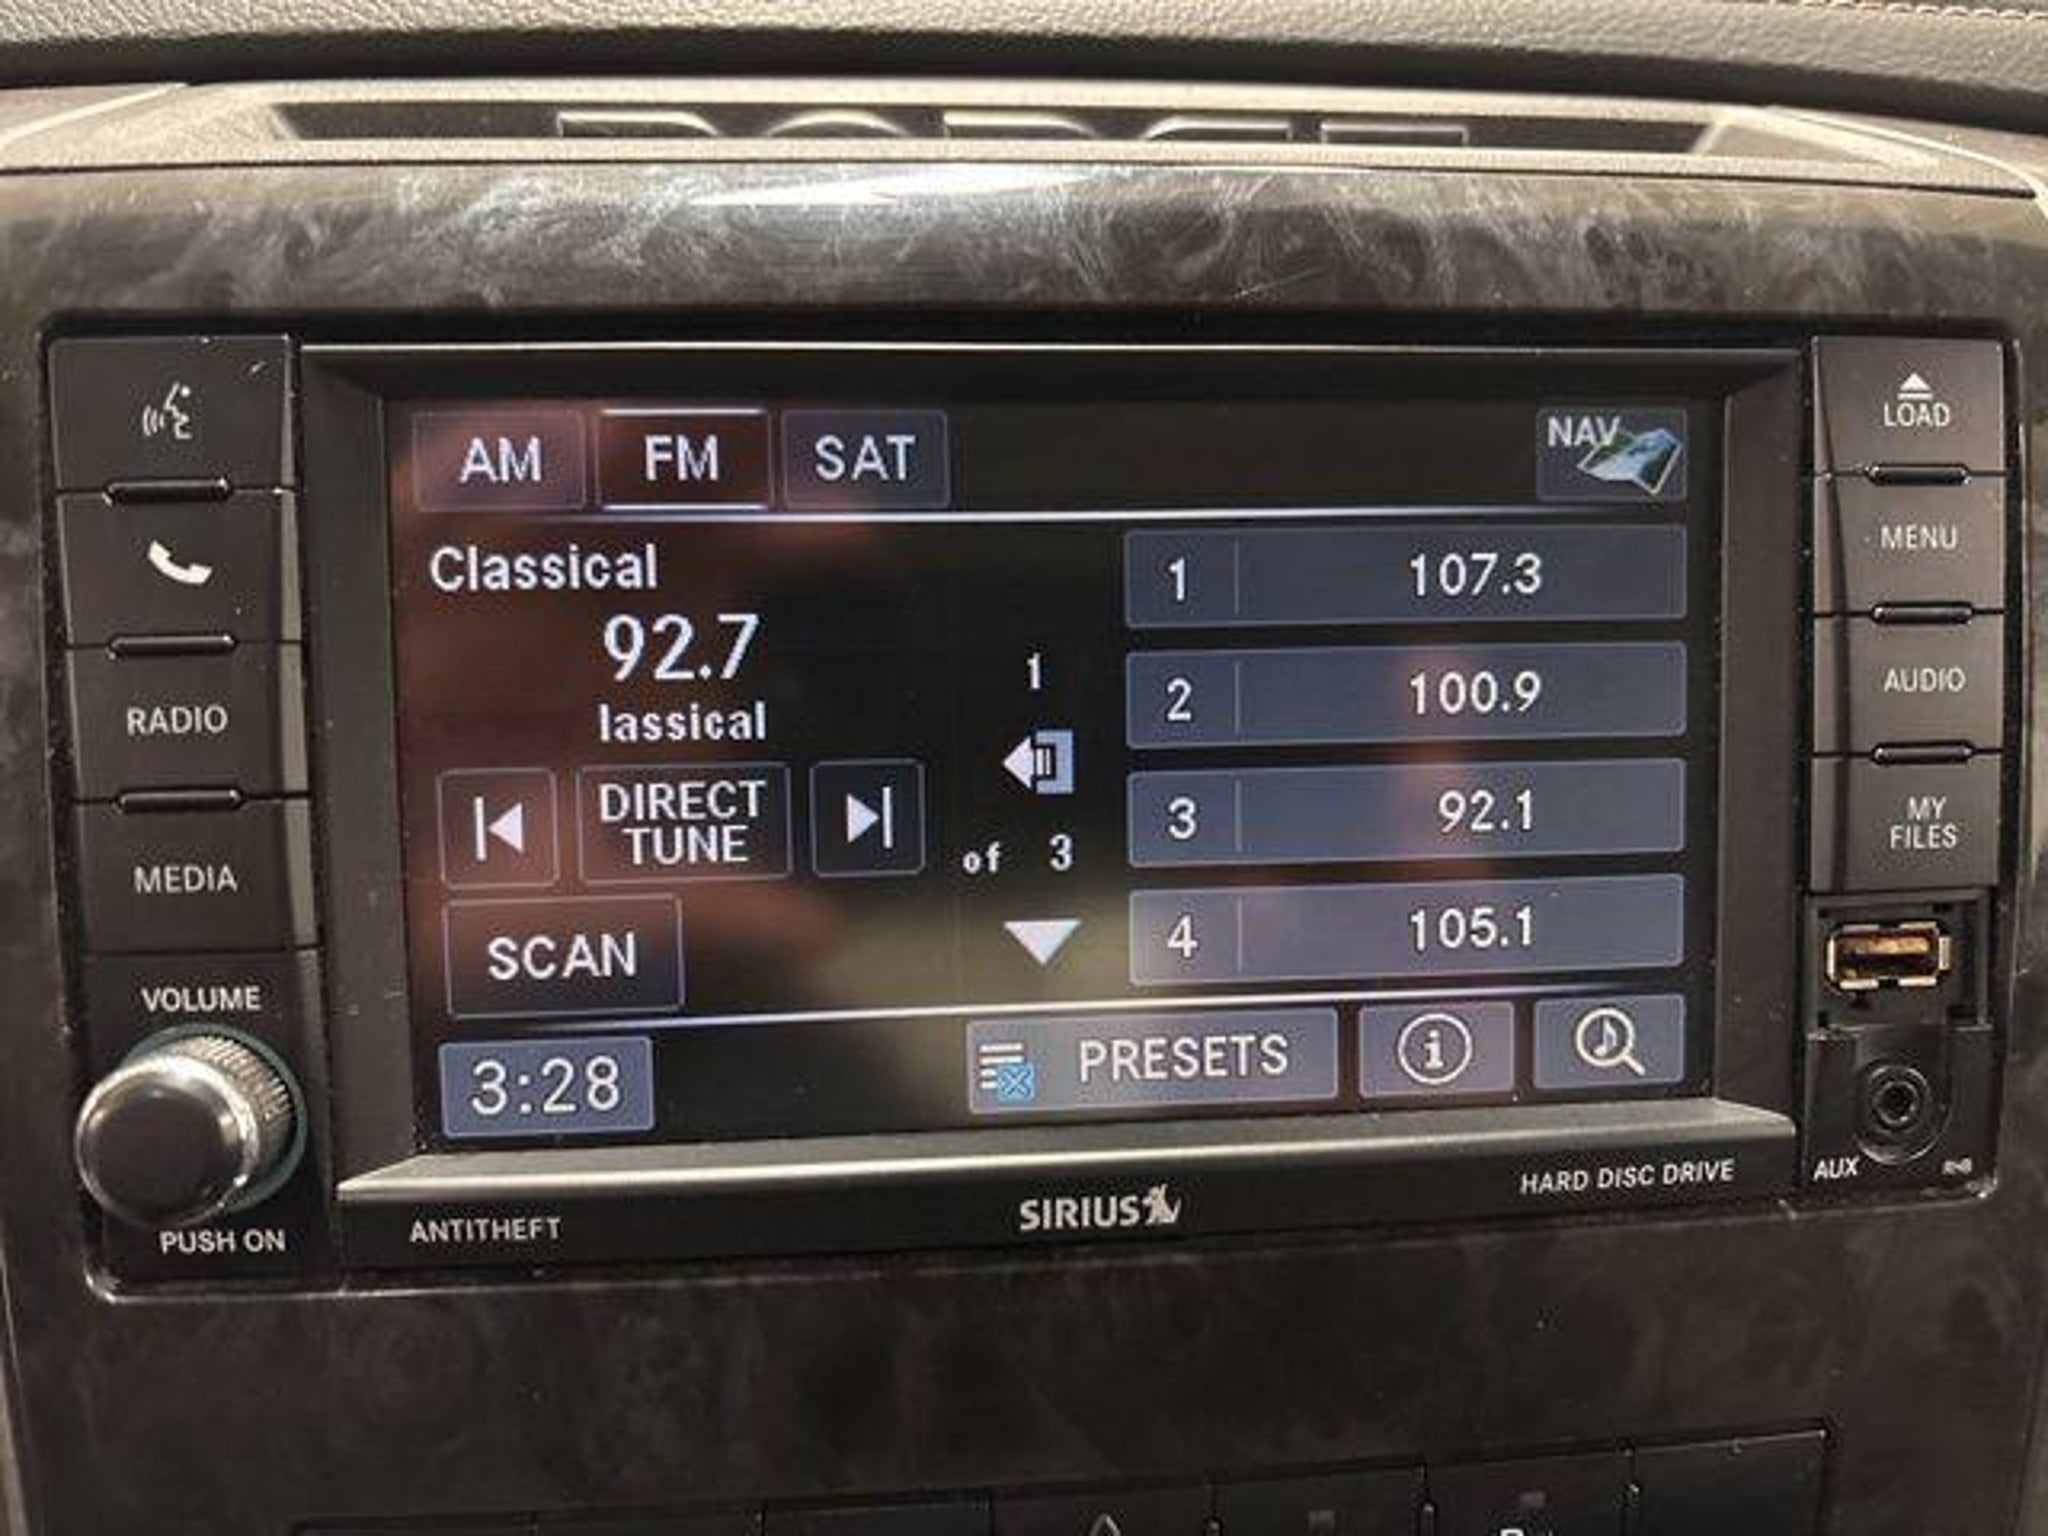 DODGE
AM FM SAT
NAV
LOAD
MENU
AUDIO
MY
FILES
RADIO
MEDIA
VOLUME
PUSH ON
Classical
92.7
lassical
DIRECT
TUNE
SCAN
3:28
1
of 3
1 107.3
2 100.9
3 92.1
4 105.1
PRESETS
i
ANTITHEFT
SIRIUS
HARD DISC DRIVE
AUX